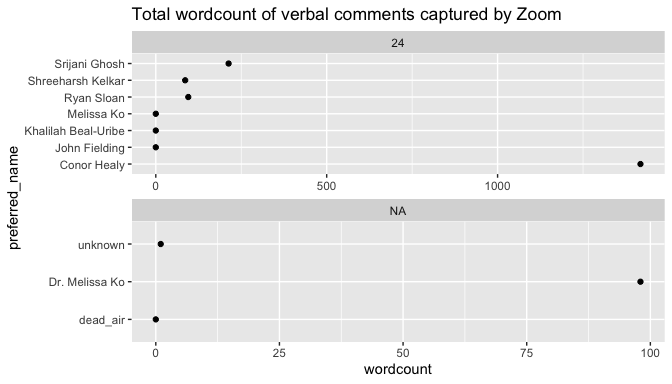 Total wordcount of verbal comments captured by Zoom
24
Srijani Ghosh
Shreeharsh Kelkar
Ryan Sloan
Melissa Ko
Khalilah Beal-Uribe
John Fielding
Conor Healy
0 500 1000
preferred_name
NA
unknown
Dr. Melissa Ko
dead_air
0 25 50 75 100
wordcount